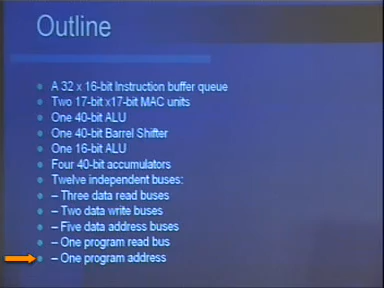 Outline
A 32 x 16-bit Instruction buffer queue
Two 17-bit x17-bit MAC units
One 40-bit ALU
One 40-bit Barrel Shifter
One 16-bit ALU
Four 40-bit accumulators
Twelve independent buses:
– Three data read buses
– Two data write buses
– Five data address buses
– One program read bus
– One program address